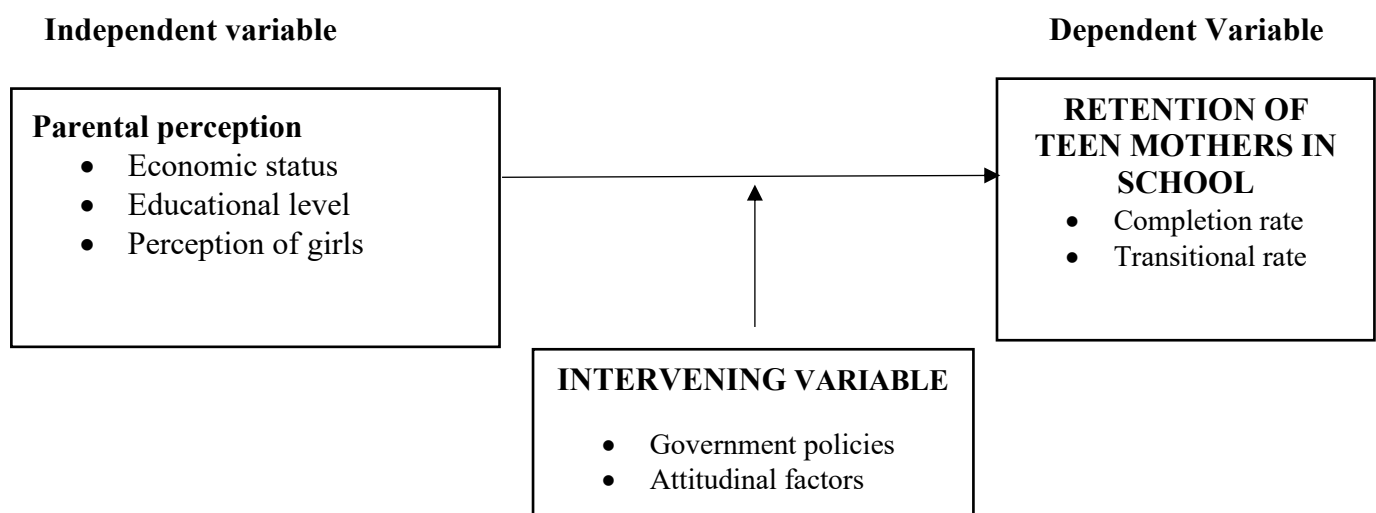 Independent variable
Dependent Variable
Parental perception
• Economic status
• Educational level
• Perception of girls
RETENTION OF
TEEN MOTHERS IN
SCHOOL
• Completion rate
• Transitional rate
INTERVENING VARIABLE
• Government policies
• Attitudinal factors